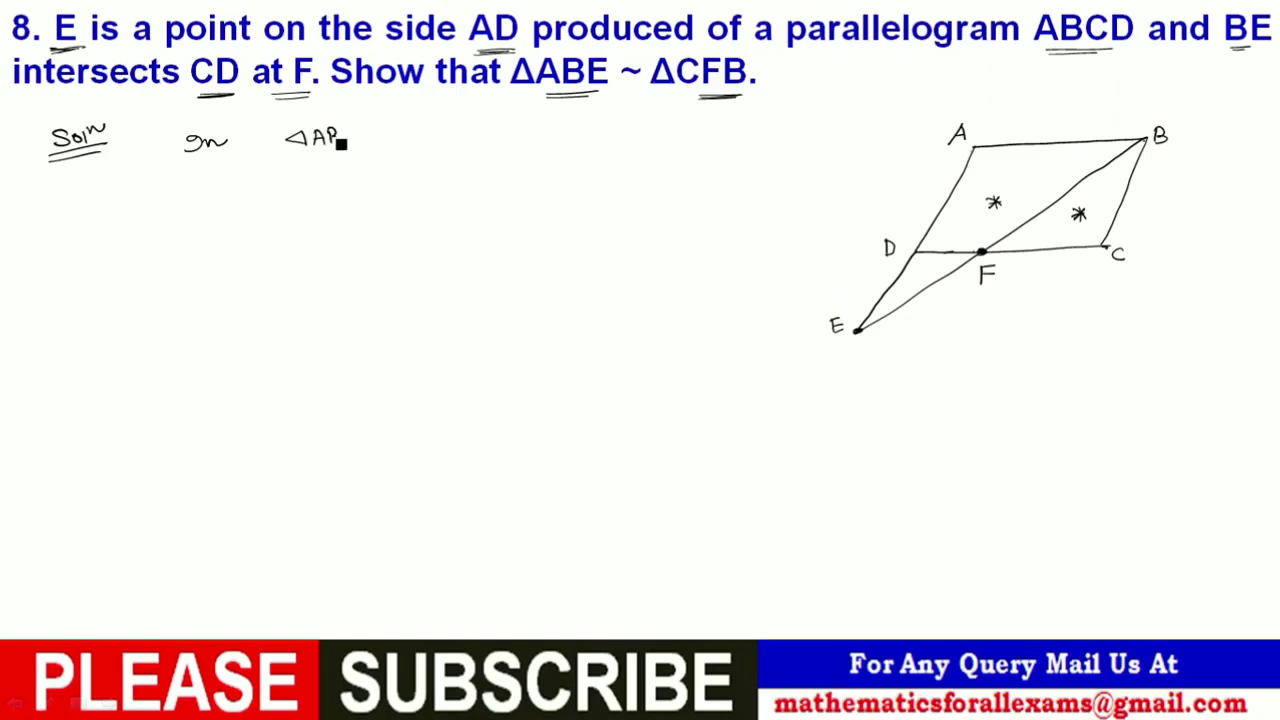 8. E is a point on the side AD produced of a parallelogram ABCD and BE
intersects CD at F. Show that ΔABE ~ ΔCFB.
Soln In △AB
A B
* *
D F C
E
PLEASE SUBSCRIBE
For Any Query Mail Us At
mathematicsforallexams@gmail.com